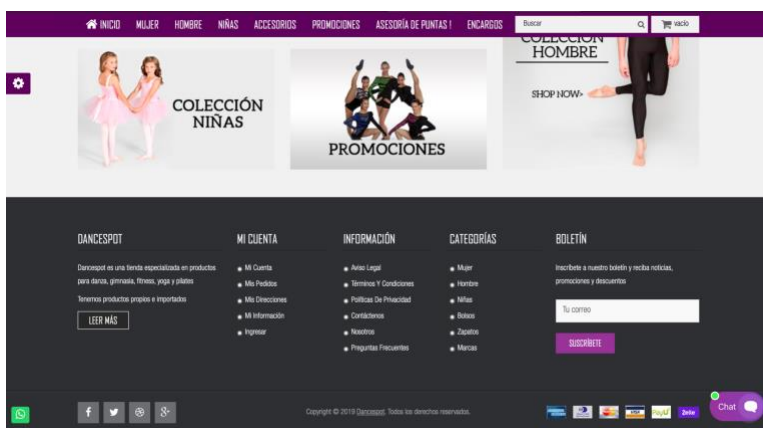 INICIO MUJER HOMBRE NIÑAS ACCESORIOS PROMOCIONES ASESORÍA DE PUNTAS ! ENCARGOS Buscar vacío
COLECCIÓN
NIÑAS
PROMOCIONES
COLECCIÓN
HOMBRE
SHOP NOW>
DANCESPOT
Dancespot es una tienda especializada en productos
para danza, gimnasia, fitness, yoga y pilates
Tenemos productos propios e importados
LEER MÁS
MI CUENTA
Mi Cuenta
Mis Pedidos
Mis Direcciones
Mi Información
Ingresar
INFORMACIÓN
Aviso Legal
Términos Y Condiciones
Políticas De Privacidad
Contáctenos
Nosotros
Preguntas Frecuentes
CATEGORÍAS
Mujer
Hombre
Niñas
Bolsos
Zapatos
Marcas
BOLETÍN
Inscríbete a nuestro boletín y reciba noticias,
promociones y descuentos
Tu correo
SUSCRÍBETE
Copyright © 2019 Dancespot. Todos los derechos reservados.
VISA PayU Zelle
Chat